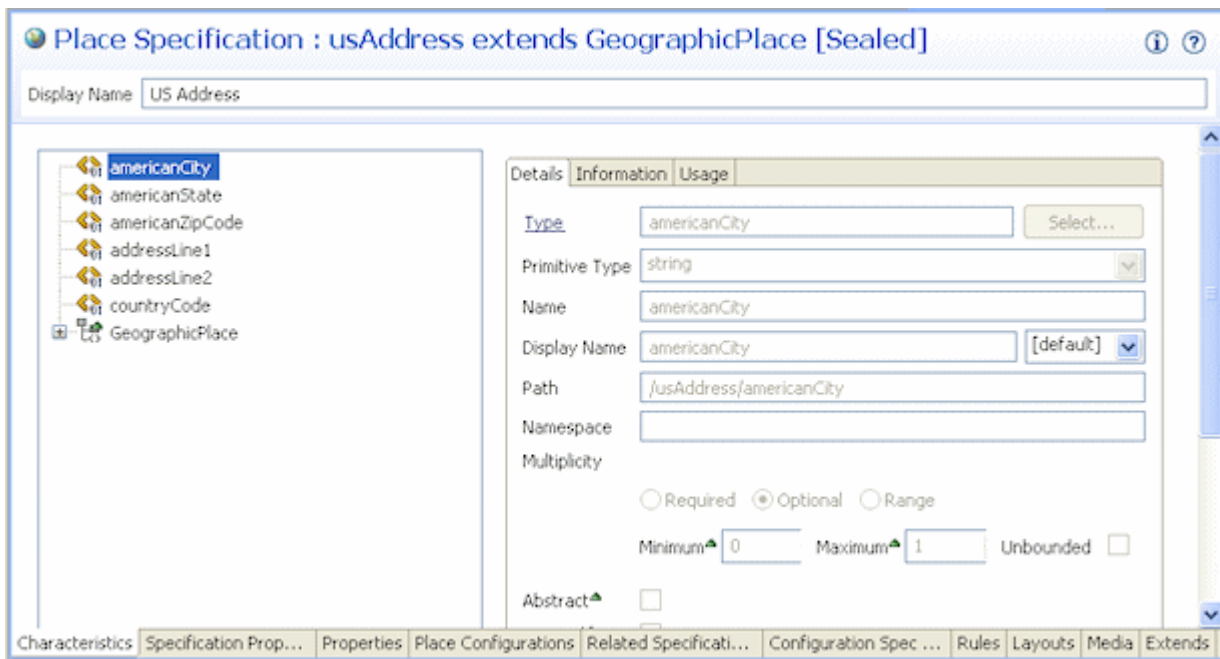 Place Specification : usAddress extends GeographicPlace [Sealed]
Display Name US Address
americanCity
americanState
americanZipCode
addressLine1
addressLine2
countryCode
GeographicPlace
Details Information Usage
Type americanCity Select...
Primitive Type string
Name americanCity
Display Name americanCity [default]
Path /usAddress/americanCity
Namespace
Multiplicity
Required Optional Range
Minimum 0 Maximum 1 Unbounded
Abstract
Characteristics Specification Prop... Properties Place Configurations Related Specificati... Configuration Spec ... Rules Layouts Media Extends